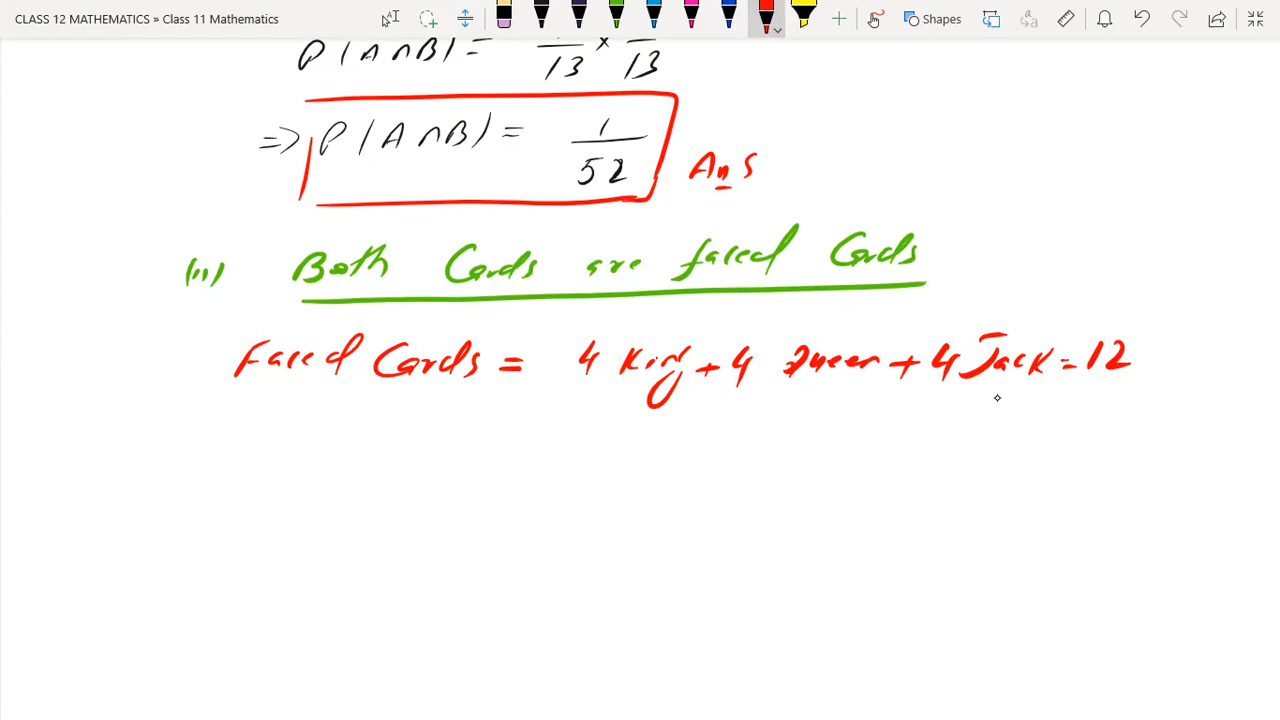 CLASS 12 MATHEMATICS » Class 11 Mathematics
Shapes
P(A∩B) = 1/13 × 1/13
=> P(A∩B) = 1/52 Ans
(ii) Both Cards are faced Cards
Faced Cards = 4 King + 4 Queen + 4 Jack = 12